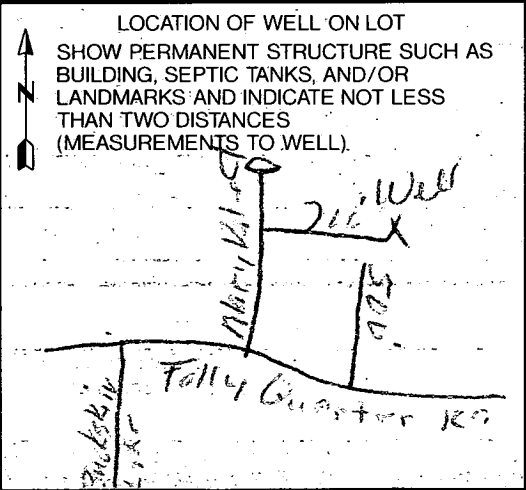 LOCATION OF WELL ON LOT
SHOW PERMANENT STRUCTURE SUCH AS
BUILDING, SEPTIC TANKS, AND/OR
LANDMARKS AND INDICATE NOT LESS
THAN TWO DISTANCES
(MEASUREMENTS TO WELL)
N
Well
X
Folly Quarter Rd
Buckskin